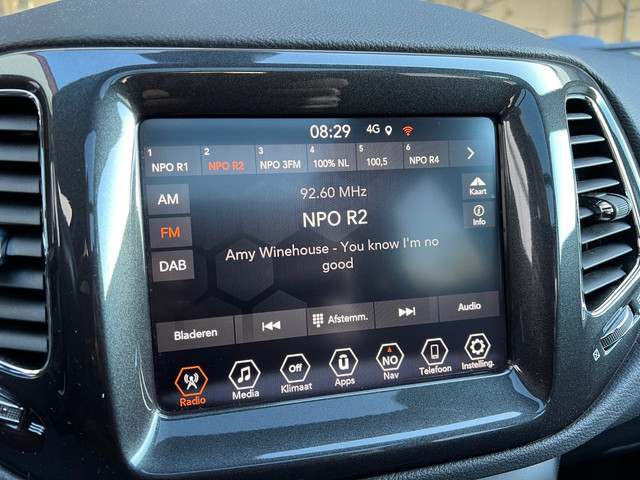 08:29 4G
1 2 3 4 5 6
NPO R1 NPO R2 NPO 3FM 100% NL 100,5 NPO R4
AM
92.60 MHz
Kaart
FM
NPO R2
Info
DAB
Amy Winehouse - You know I'm no
good
Bladeren
Afstemm.
Audio
Radio
Media
Off
Klimaat
Apps
NO
Nav
Telefoon
Instelling.